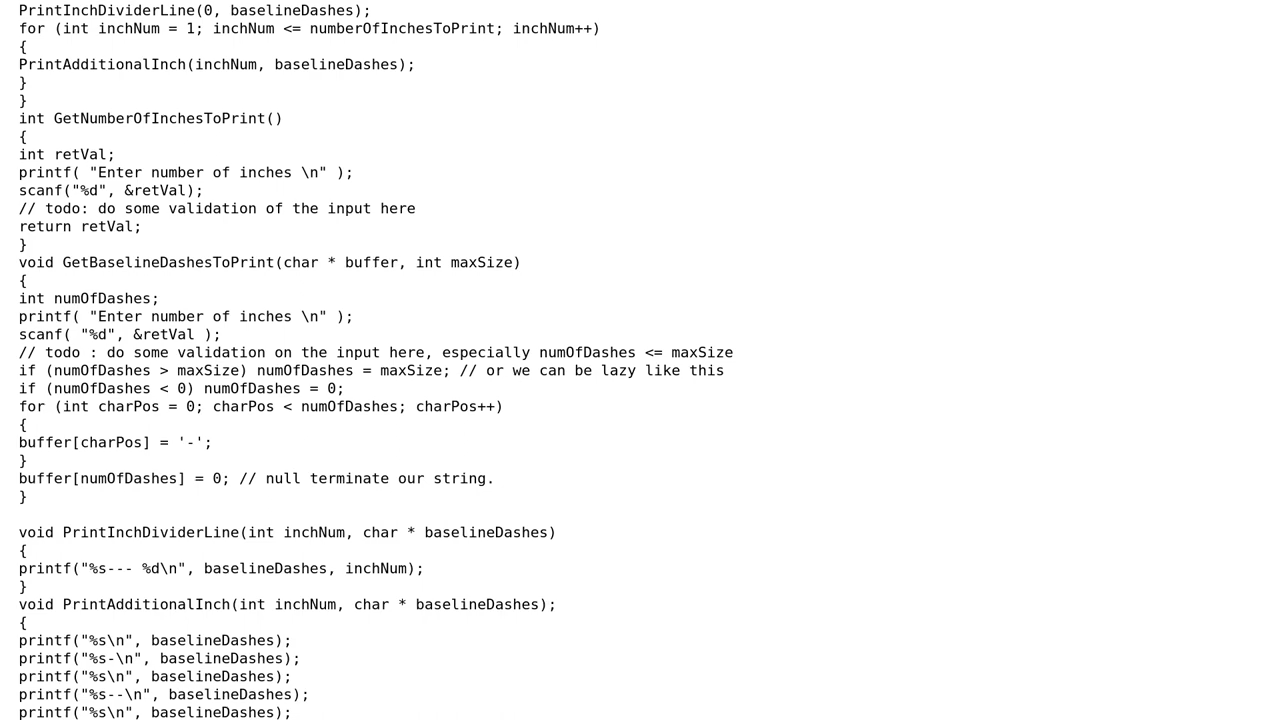 PrintInchDividerLine(0, baselineDashes);
for (int inchNum = 1; inchNum <= numberOfInchesToPrint; inchNum++)
{
PrintAdditionalInch(inchNum, baselineDashes);
}
}
int GetNumberOfInchesToPrint()
{
int retVal;
printf( "Enter number of inches \n" );
scanf("%d", &retVal);
// todo: do some validation of the input here
return retVal;
}
void GetBaselineDashesToPrint(char * buffer, int maxSize)
{
int numOfDashes;
printf( "Enter number of inches \n" );
scanf( "%d", &retVal );
// todo : do some validation on the input here, especially numOfDashes <= maxSize
if (numOfDashes > maxSize) numOfDashes = maxSize; // or we can be lazy like this
if (numOfDashes < 0) numOfDashes = 0;
for (int charPos = 0; charPos < numOfDashes; charPos++)
{
buffer[charPos] = '-';
}
buffer[numOfDashes] = 0; // null terminate our string.
}

void PrintInchDividerLine(int inchNum, char * baselineDashes)
{
printf("%s--- %d\n", baselineDashes, inchNum);
}
void PrintAdditionalInch(int inchNum, char * baselineDashes);
{
printf("%s\n", baselineDashes);
printf("%s-\n", baselineDashes);
printf("%s\n", baselineDashes);
printf("%s--\n", baselineDashes);
printf("%s\n", baselineDashes);